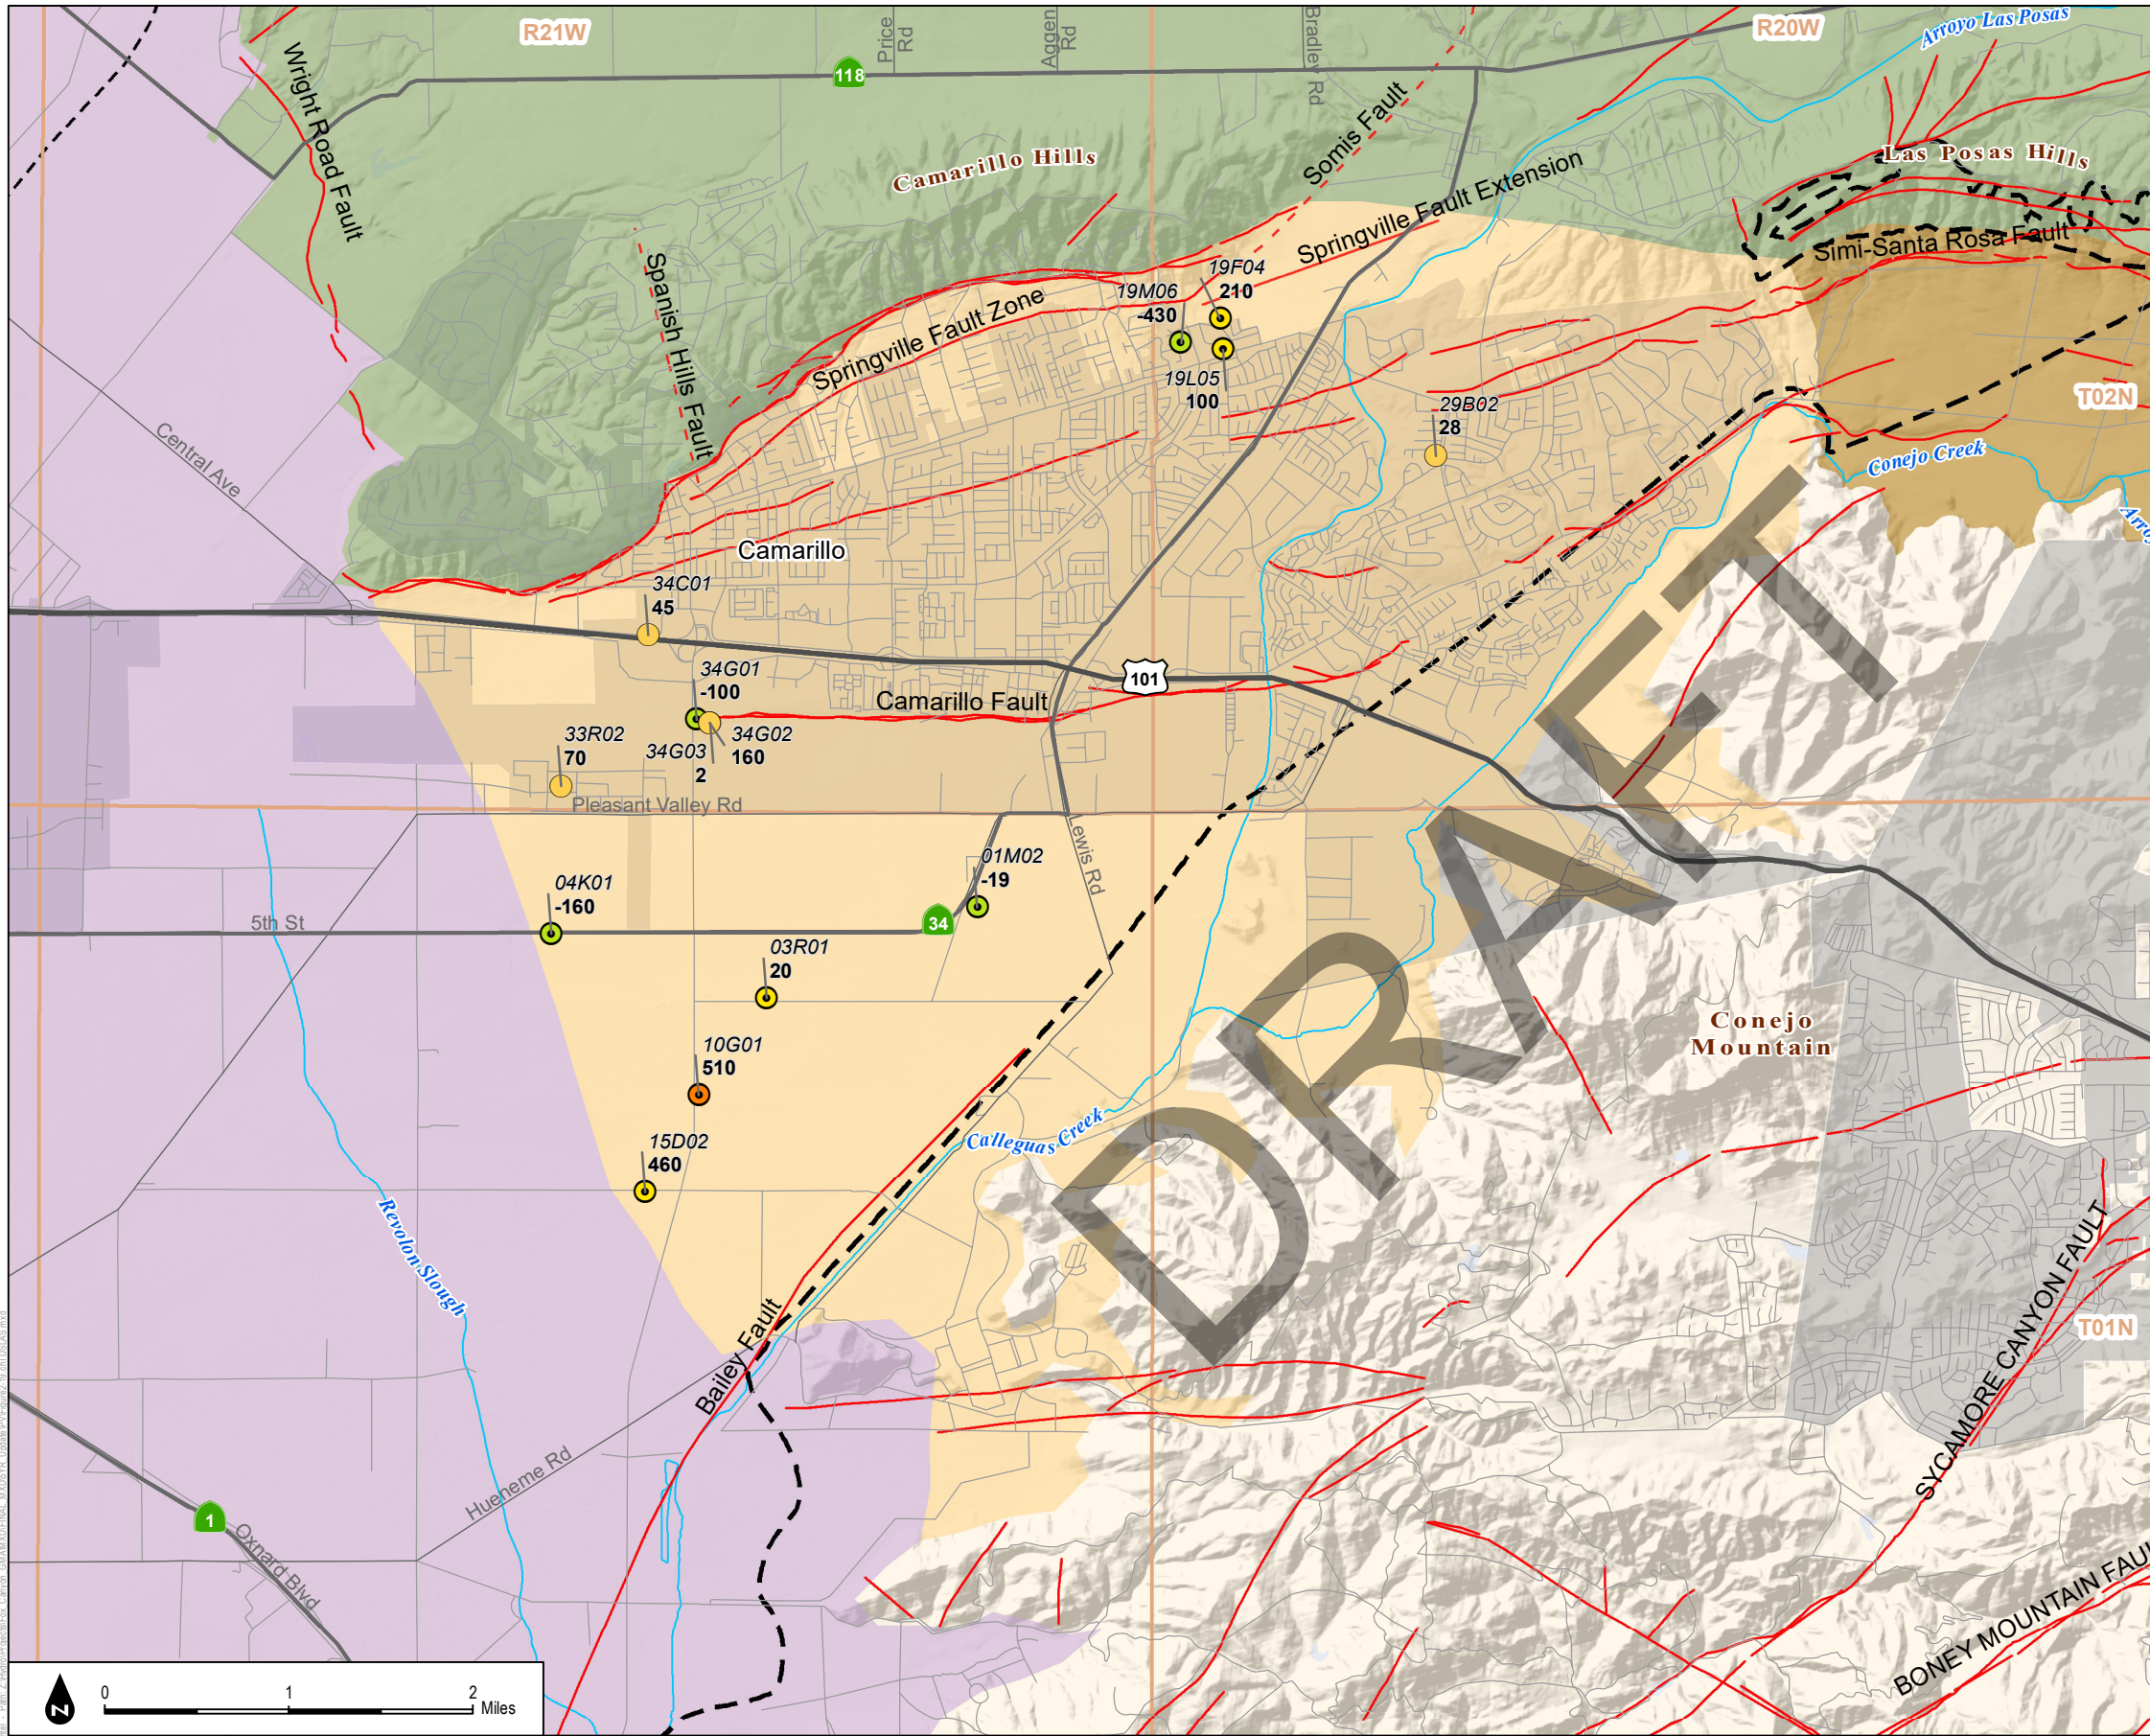 R21W
Price
Rd
Aggen
Rd
Bradley Rd
R20W
Arroyo Las Posas
118
Wright Road Fault
Somis Fault
Camarillo Hills
Las Posas Hills
Springville Fault Extension
Simi-Santa Rosa Fault
Spanish Hills Fault
Springville Fault Zone
19F04
210
19M06
-430
19L05
100
29B02
28
T02N
Central Ave
Conejo Creek
Camarillo
34C01
45
34G01
-100
101
Camarillo Fault
33R02
70
34G03
2
34G02
160
Pleasant Valley Rd
Lewis Rd
01M02
-19
04K01
-160
5th St
34
03R01
20
10G01
510
Conejo
Mountain
15D02
460
Calleguas Creek
Revolon Slough
DRAFT
Bailey Fault
SYCAMORE CANYON FAULT
T01N
Hueneme Rd
1
Oxnard Blvd
BONEY MOUNTAIN FAU
N
0 1 2 Miles